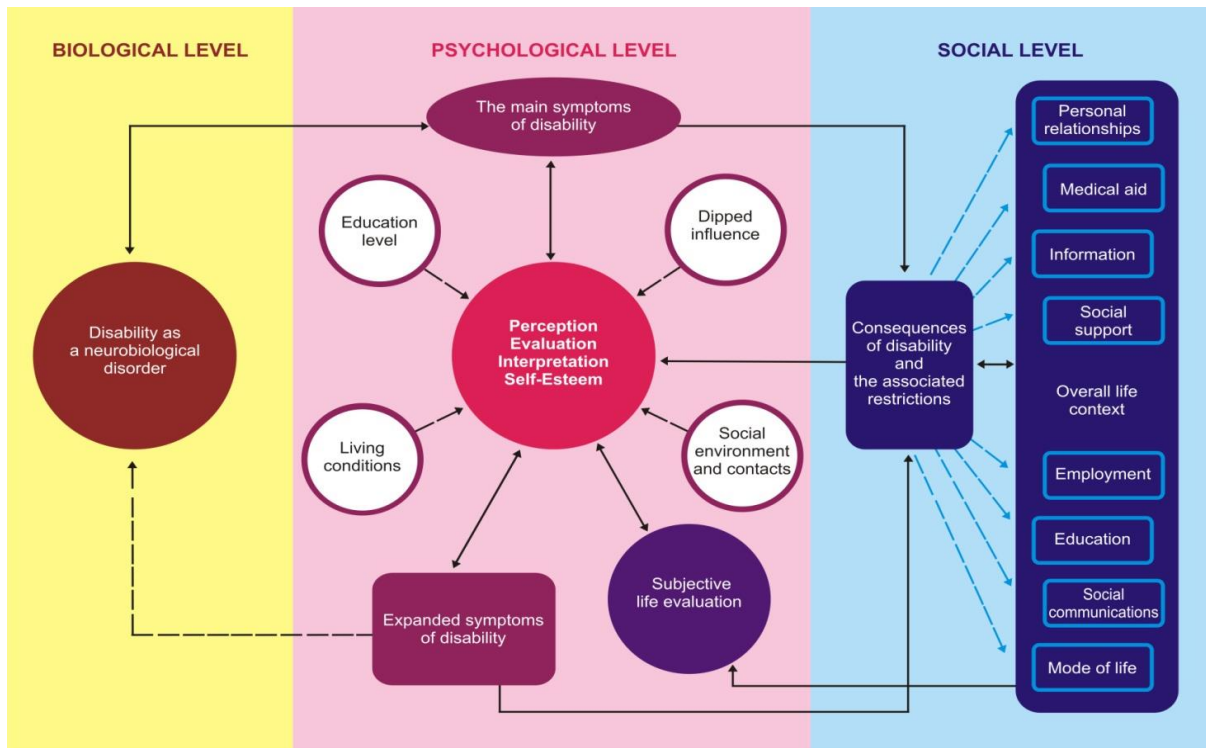 BIOLOGICAL LEVEL
PSYCHOLOGICAL LEVEL
SOCIAL LEVEL
The main symptoms
of disability
Education
level
Dipped
influence
Disability as
a neurobiological
disorder
Perception
Evaluation
Interpretation
Self-Esteem
Living
conditions
Social
environment
and contacts
Expanded symptoms
of disability
Subjective
life evaluation
Consequences
of disability
and
the associated
restrictions
Personal
relationships
Medical aid
Information
Social
support
Overall life
context
Employment
Education
Social
communications
Mode of life